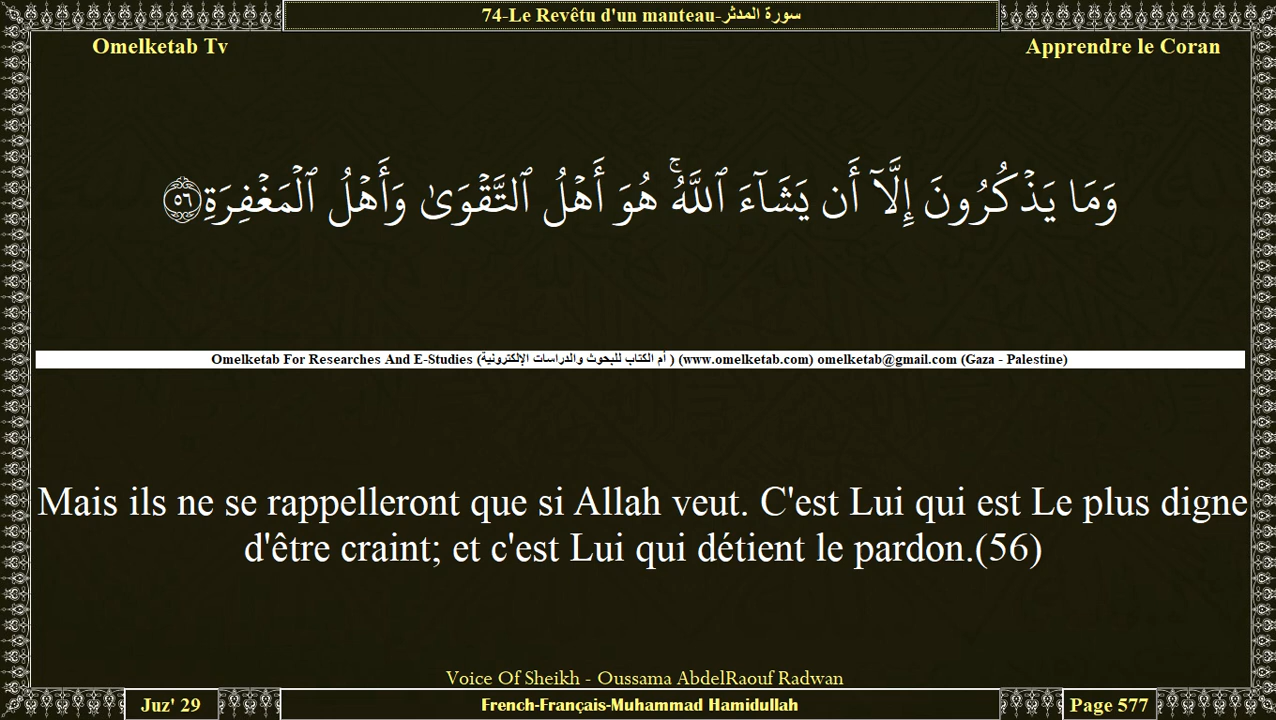 74-Le Revêtu d'un manteau-سورة المدثر
Omelketab Tv
Apprendre le Coran
وَمَا يَذۡكُرُونَ إِلَّآ أَن يَشَآءَ ٱللَّهُۚ هُوَ أَهۡلُ ٱلتَّقۡوَىٰ وَأَهۡلُ ٱلۡمَغۡفِرَةِ ٥٦
Omelketab For Researches And E-Studies (أم الكتاب للبحوث والدراسات الإلكترونية ) (www.omelketab.com) omelketab@gmail.com (Gaza - Palestine)
Mais ils ne se rappelleront que si Allah veut. C'est Lui qui est Le plus digne
d'être craint; et c'est Lui qui détient le pardon.(56)
Voice Of Sheikh - Oussama AbdelRaouf Radwan
Juz' 29
French-Français-Muhammad Hamidullah
Page 577